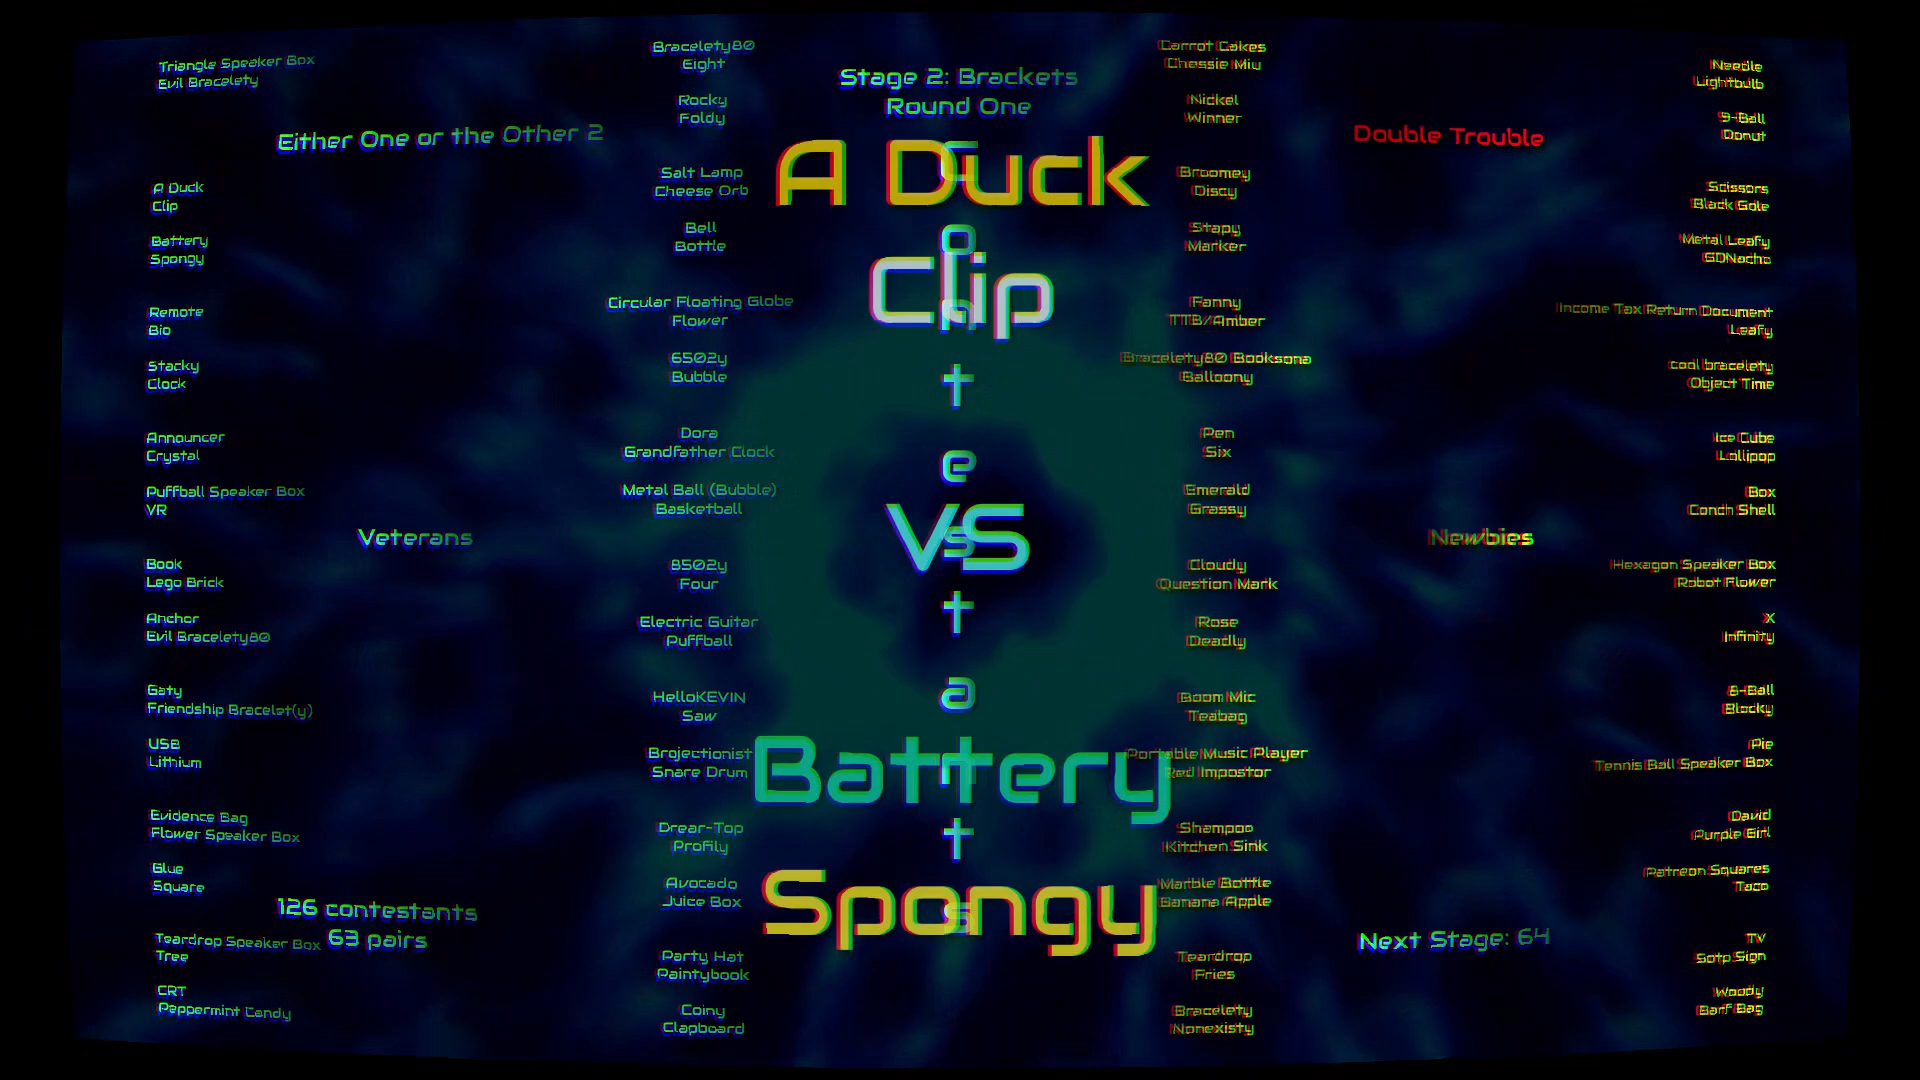 Triangle Speaker Box
Evil Bracelety
Either One or the Other 2
A Duck
Clip
Battery
Spongy
Remote
Bio
Stacky
Clock
Announcer
Crystal
Puffball Speaker Box
VR
Veterans
Book
Lego Brick
Anchor
Evil Bracelety80
Gaty
Friendship Bracelet(y)
USB
Lithium
Evidence Bag
Flower Speaker Box
Glue
Square
126 contestants
63 pairs
Teardrop Speaker Box
Tree
CRT
Peppermint Candy
Bracelety80
Eight
Rocky
Foldy
Salt Lamp
Cheese Orb
Bell
Bottle
Circular Floating Globe
Flower
6502y
Bubble
Dora
Grandfather Clock
Metal Ball (Bubble)
Basketball
8502y
Four
Electric Guitar
Puffball
HelloKEVIN
Saw
Brojectionist
Snare Drum
Drear-Top
Profily
Avocado
Juice Box
Party Hat
Paintybook
Coiny
Clapboard
Stage 2: Brackets
Round One
A Duck
Clip
VS
Battery
Spongy
Contestants
Carrot Cakes
Chessie Miu
Nickel
Winner
Bruomey
Discy
Stapy
Marker
Fanny
TTB/Amber
Bracelety80 Booksona
Balloony
Pen
Six
Emerald
Grassy
Cloudy
Question Mark
Rose
Deadly
Boom Mic
Teabag
Portable Music Player
Red Impostor
Shampoo
Kitchen Sink
Marble Bottle
Banana Apple
Teardrop
Fries
Bracelety
Nonexisty
Double Trouble
Newbies
Next Stage: 64
Needle
Lightbulb
9-Ball
Donut
Scissors
Black Sole
Metal Leafy
SDNacho
Income Tax Return Document
Leafy
cool bracelety
Object Time
Ice Cube
Lollipop
Box
Conch Shell
Hexagon Speaker Box
Robot Flower
X
Infinity
8-Ball
Blocky
Pie
Tennis Ball Speaker Box
David
Purple Girl
Patreon Squares
Taco
TV
Sotp Sign
Woody
Barf Bag